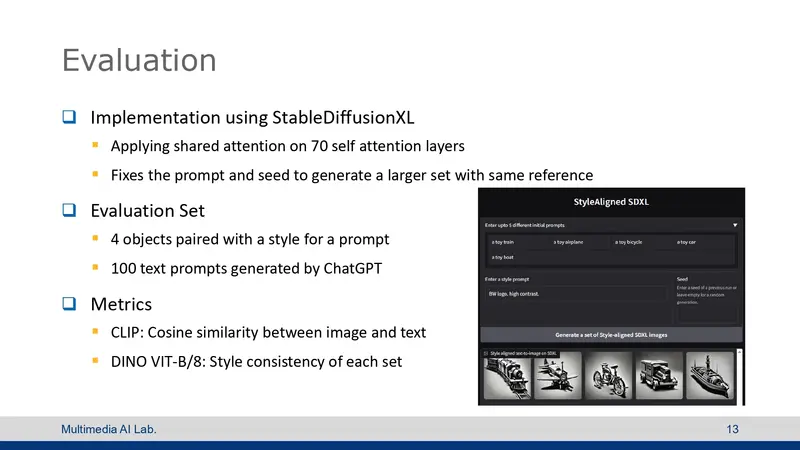 Evaluation
Implementation using StableDiffusionXL
Applying shared attention on 70 self attention layers
Fixes the prompt and seed to generate a larger set with same reference
Evaluation Set
4 objects paired with a style for a prompt
100 text prompts generated by ChatGPT
Metrics
CLIP: Cosine similarity between image and text
DINO VIT-B/8: Style consistency of each set
StyleAligned SDXL
Enter upto 5 different initial prompts
a toy train a toy airplane a toy bicycle a toy car
a toy boat
Enter a style prompt
BW logo. high contrast.
Seed
Enter a seed of a previous run or
leave empty for a random
generation.
Generate a set of Style-aligned SDXL images
Style aligned text-to-image on SDXL
Multimedia AI Lab.
13